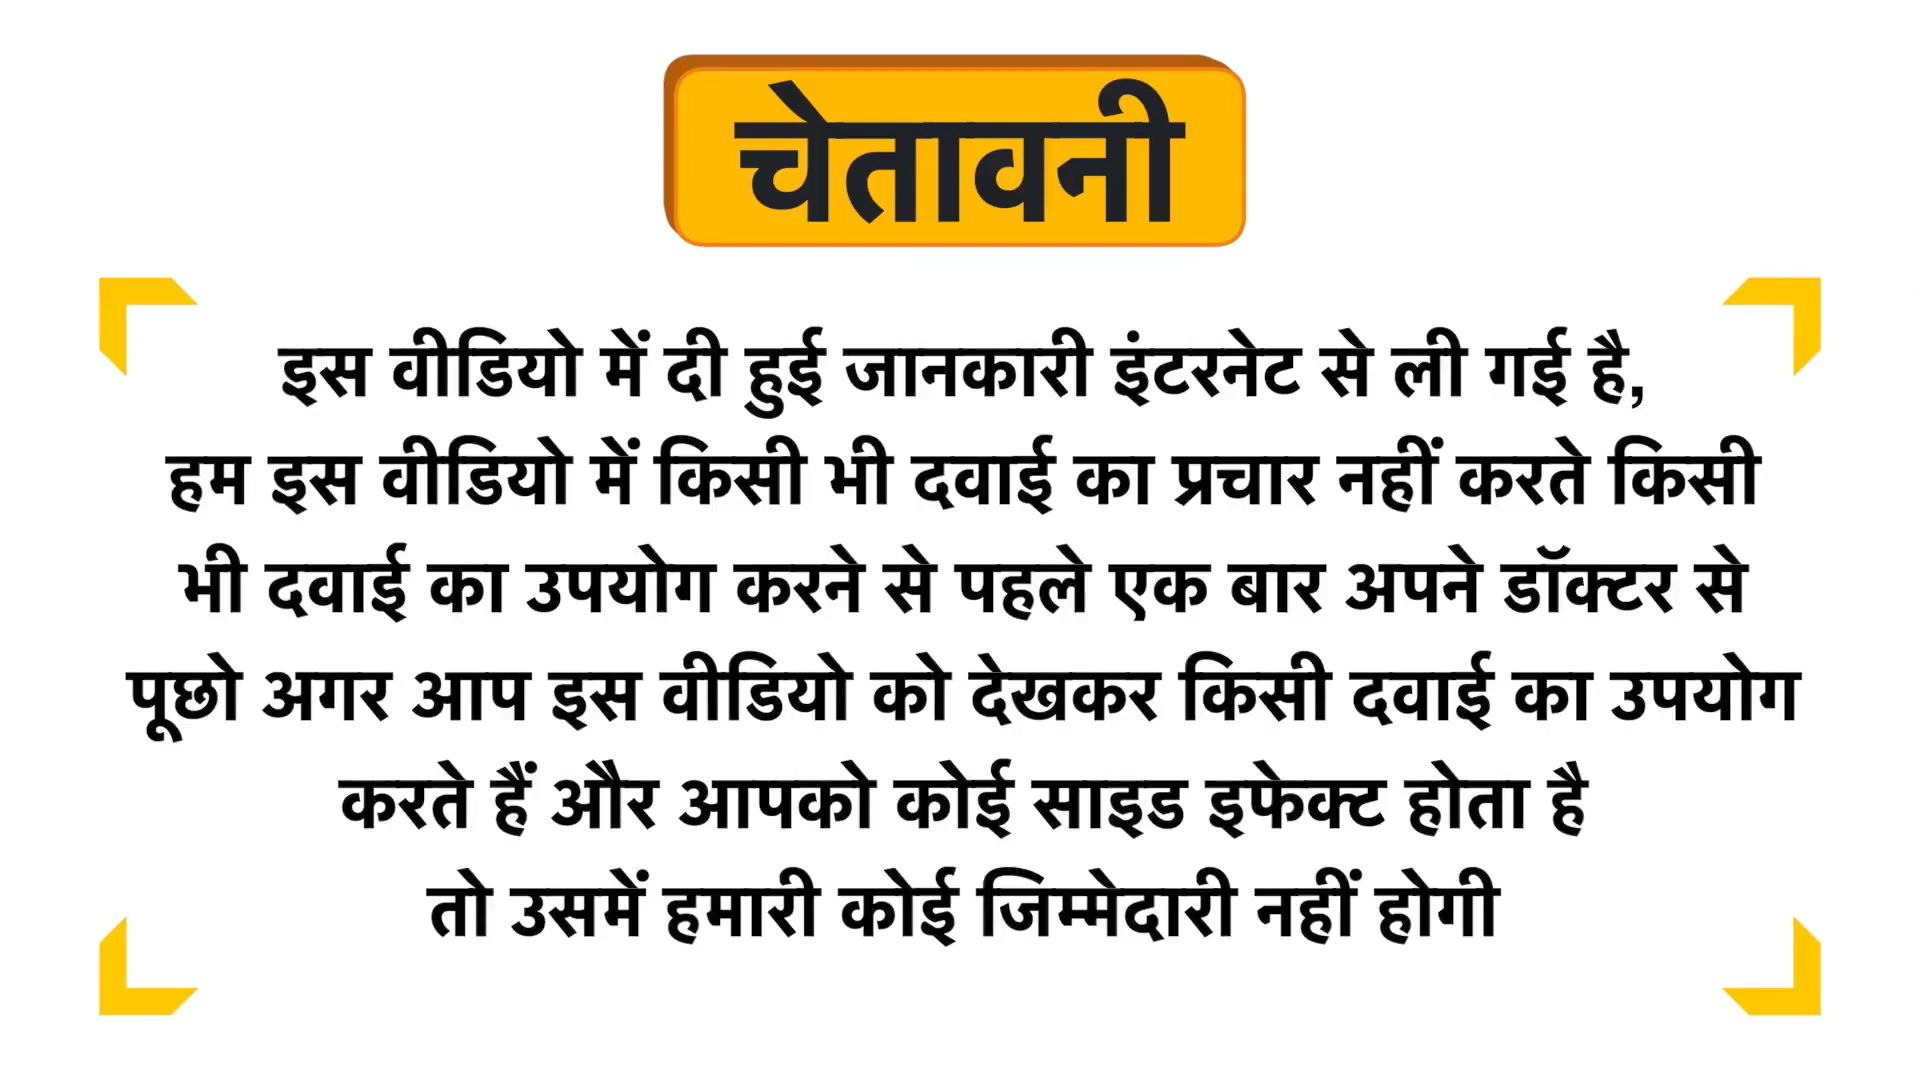 चेतावनी
इस वीडियो में दी हुई जानकारी इंटरनेट से ली गई है,
हम इस वीडियो में किसी भी दवाई का प्रचार नहीं करते किसी
भी दवाई का उपयोग करने से पहले एक बार अपने डॉक्टर से
पूछो अगर आप इस वीडियो को देखकर किसी दवाई का उपयोग
करते हैं और आपको कोई साइड इफेक्ट होता है
तो उसमें हमारी कोई जिम्मेदारी नहीं होगी